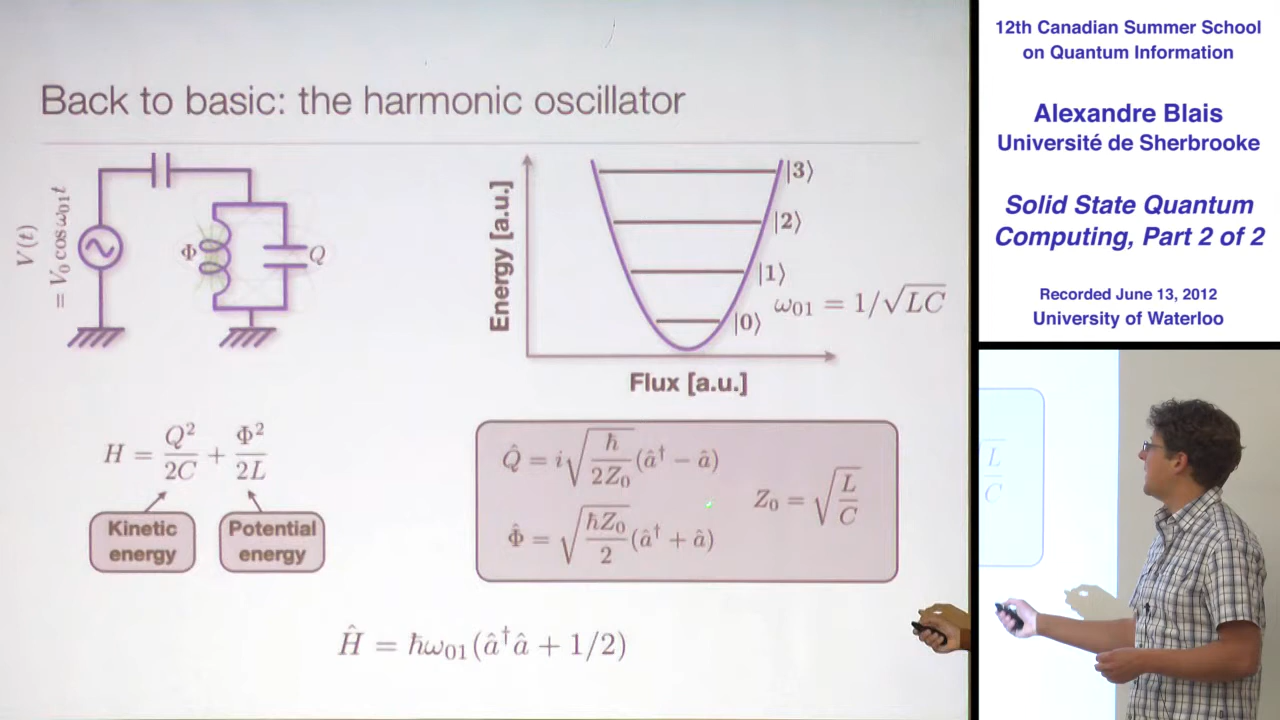 Back to basic: the harmonic oscillator
V(t)
= V₀ cos ω₀₁t
Φ
Q
Energy [a.u.]
|3⟩
|2⟩
|1⟩
|0⟩
ω₀₁ = 1/√LC
Flux [a.u.]
H = Q²/2C + Φ²/2L
Kinetic
energy
Potential
energy
Q̂ = i√(ħ/2Z₀)(â† − â)
Φ̂ = √(ħZ₀/2)(â† + â)
Z₀ = √(L/C)
Ĥ = ħω₀₁(â†â + 1/2)
12th Canadian Summer School
on Quantum Information
Alexandre Blais
Université de Sherbrooke
Solid State Quantum
Computing, Part 2 of 2
Recorded June 13, 2012
University of Waterloo
L
C